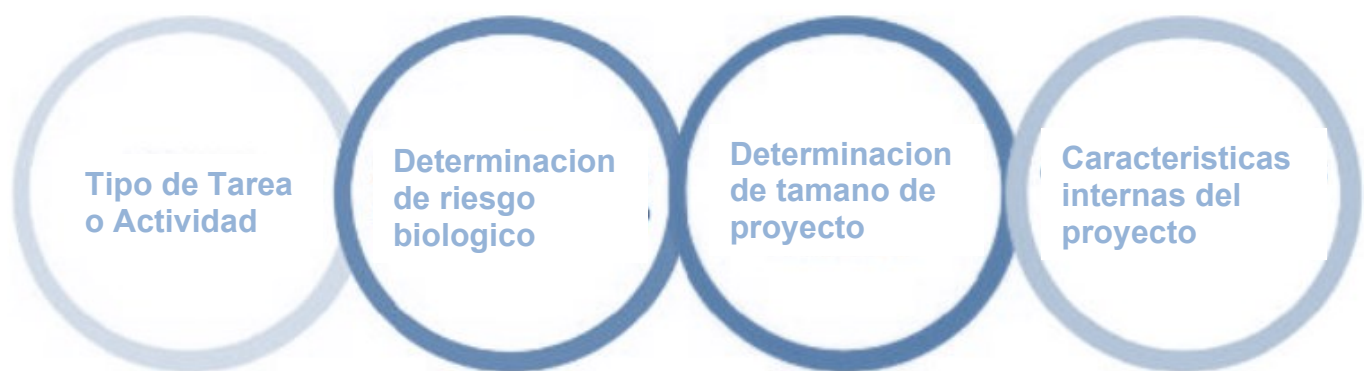 Tipo de Tarea
o Actividad
Determinacion
de riesgo
biologico
Determinacion
de tamano de
proyecto
Caracteristicas
internas del
proyecto